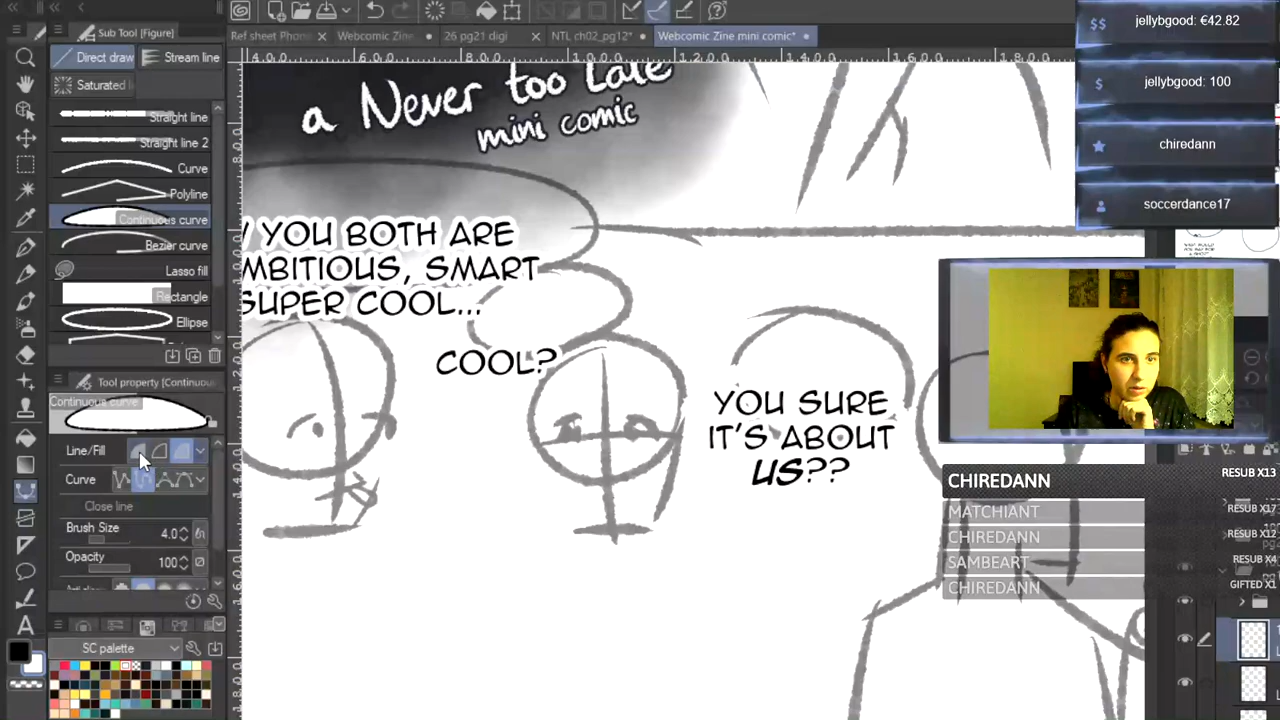 Sub Tool [Figure]
Direct draw
Stream line
Saturated l
Straight line
Straight line 2
Curve
Polyline
Continuous curve
Bezier curve
Lasso fill
Rectangle
Ellipse
Tool property [Continuou
Continuous curve
Line/Fill
Curve
Close line
Brush Size
4.0
Opacity
100
SC palette
Ref sheet Phon
Webcomic Zine
26 pg21 digi
NTL ch02_pg12*
Webcomic Zine mini comic*
a Never too Late
mini comic
YOU BOTH ARE
MBITIOUS, SMART
SUPER COOL...
COOL?
YOU SURE
IT'S ABOUT
US??
jellybgood: €42.82
jellybgood: 100
chiredann
soccerdance17
CHIREDANN RESUB X13
MATCHIANT RESUB X17
CHIREDANN RESUB X12
SAMBEART RESUB X4
CHIREDANN GIFTED X1